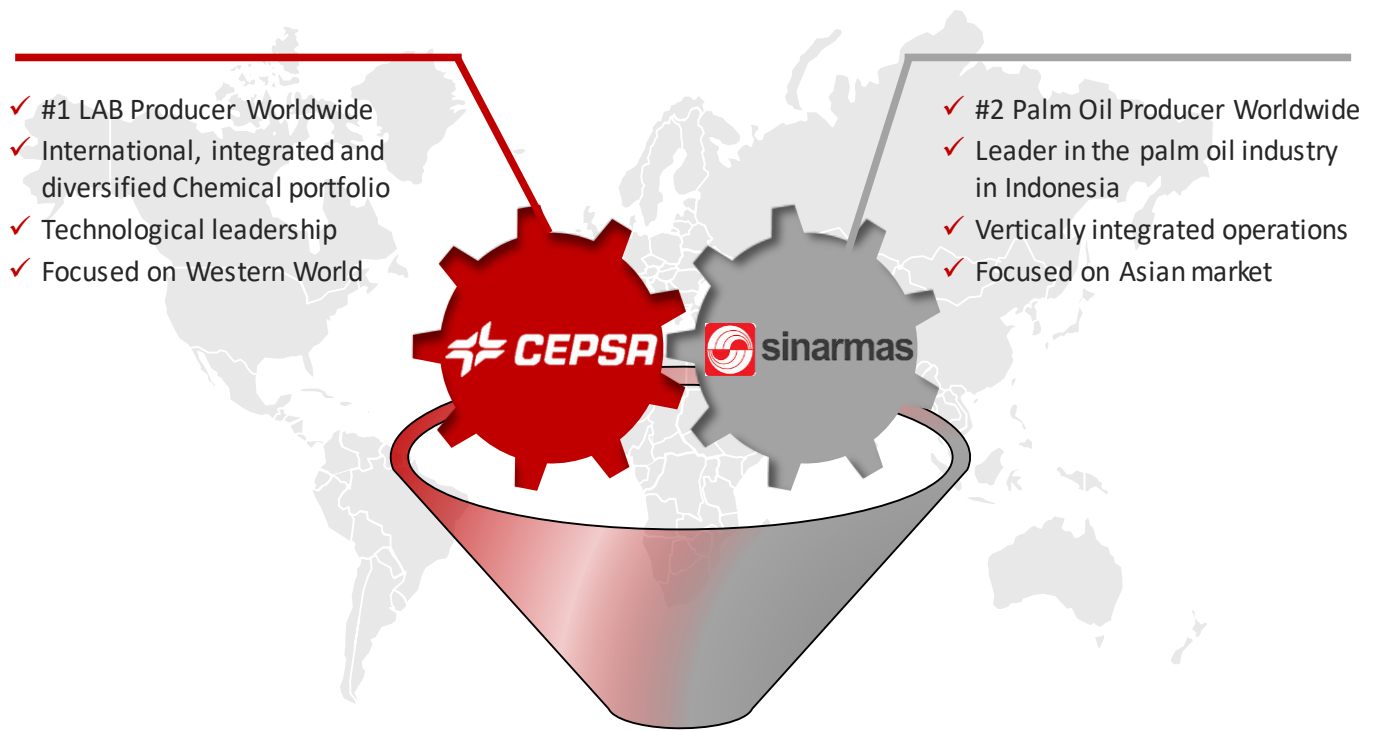 ✓ #1 LAB Producer Worldwide
✓ International, integrated and
diversified Chemical portfolio
✓ Technological leadership
✓ Focused on Western World
✓ #2 Palm Oil Producer Worldwide
✓ Leader in the palm oil industry
in Indonesia
✓ Vertically integrated operations
✓ Focused on Asian market
CEPSA
sinarmas